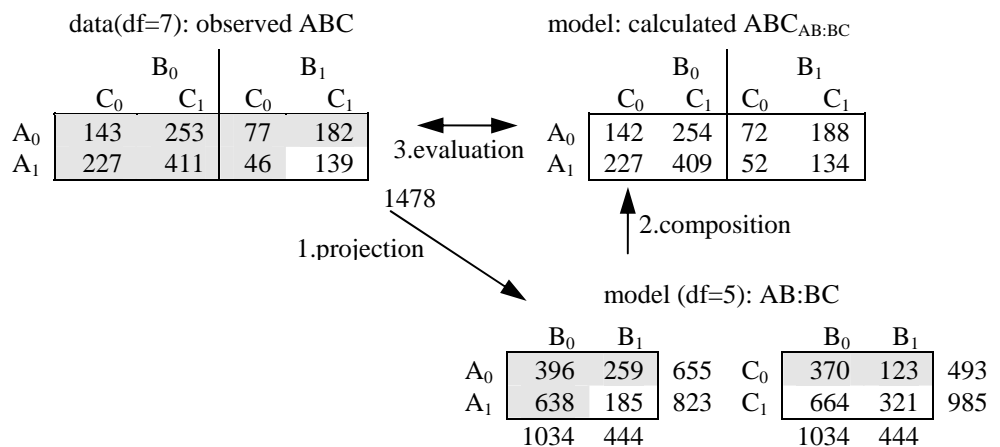 data(df=7): observed ABC
model: calculated ABC_AB:BC
B₀ B₁
C₀ C₁ C₀ C₁
A₀ 143 253 77 182
A₁ 227 411 46 139
1478
3.evaluation
B₀ B₁
C₀ C₁ C₀ C₁
A₀ 142 254 72 188
A₁ 227 409 52 134
1.projection
2.composition
model (df=5): AB:BC
B₀ B₁
A₀ 396 259 655
A₁ 638 185 823
1034 444
B₀ B₁
C₀ 370 123 493
C₁ 664 321 985
1034 444